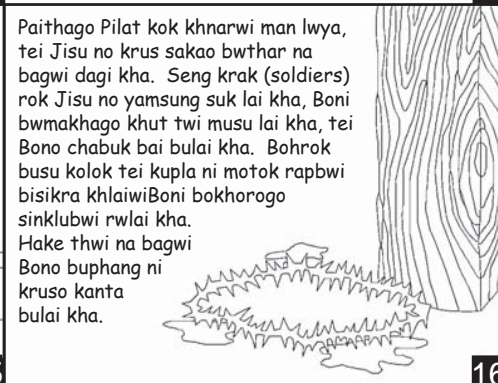 Paithago Pilat kok khnarwi man lwya,
tei Jisu no krus sakao bwthar na
bagwi dagi kha. Seng krak (soldiers)
rok Jisu no yamsung suk lai kha, Boni
bwmakhago khut twi musu lai kha, tei
Bono chabuk bai bulai kha. Bohrok
busu kolok tei kupla ni motok rapbwi
bisikra khlaiwiBoni bokhorogo
sinklubwi rwlai kha.
Hake thwi na bagwi
Bono buphang ni
kruso kanta
bulai kha.